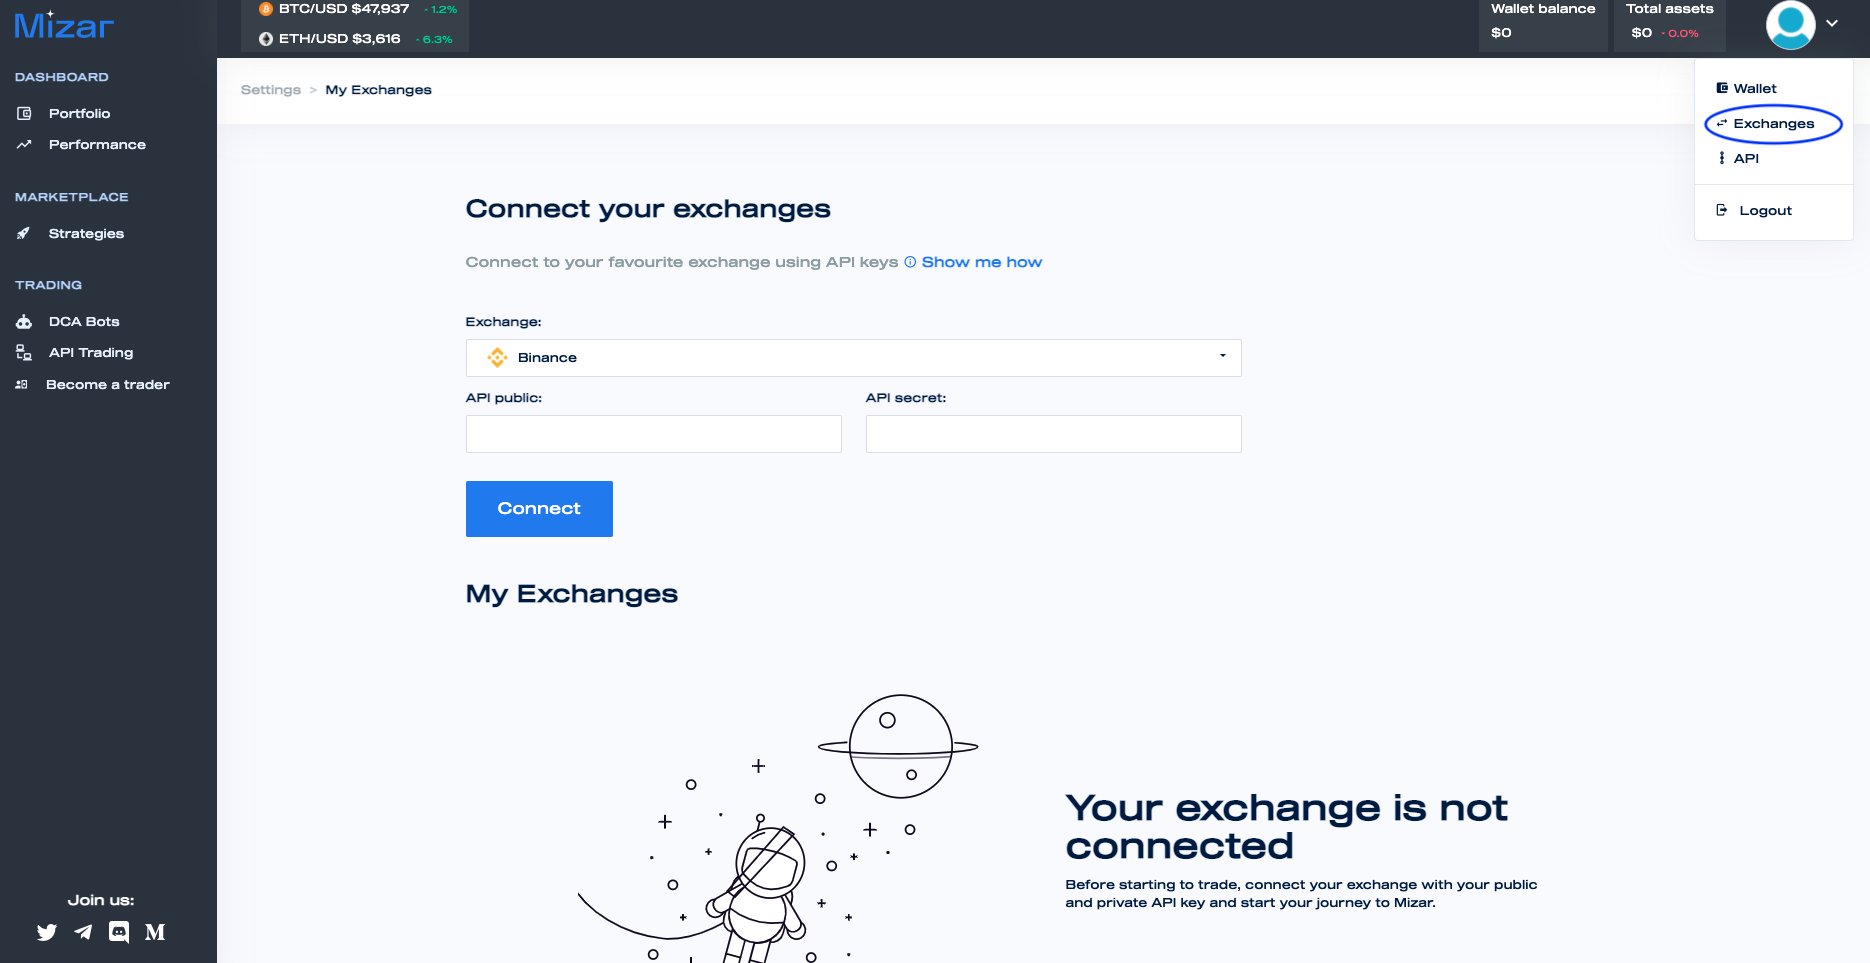 Mizar
BTC/USD $47,937 - 1.2%
ETH/USD $3,616 - 6.3%
Wallet balance
$0
Total assets
$0 - 0.0%
DASHBOARD
Portfolio
Performance
MARKETPLACE
Strategies
TRADING
DCA Bots
API Trading
Become a trader
Join us:
Settings > My Exchanges
Wallet
Exchanges
API
Logout
Connect your exchanges
Connect to your favourite exchange using API keys Show me how
Exchange:
Binance
API public:
API secret:
Connect
My Exchanges
Your exchange is not
connected
Before starting to trade, connect your exchange with your public
and private API key and start your journey to Mizar.